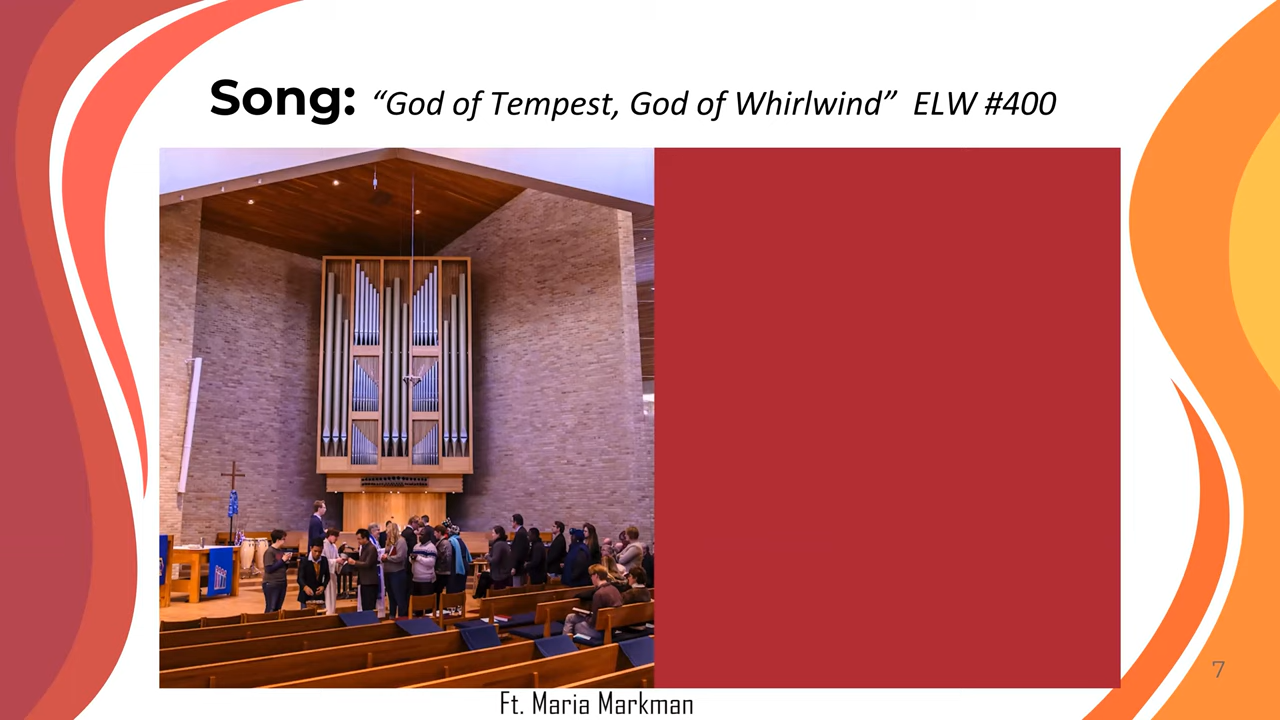 Song: “God of Tempest, God of Whirlwind” ELW #400
Ft. Maria Markman
7